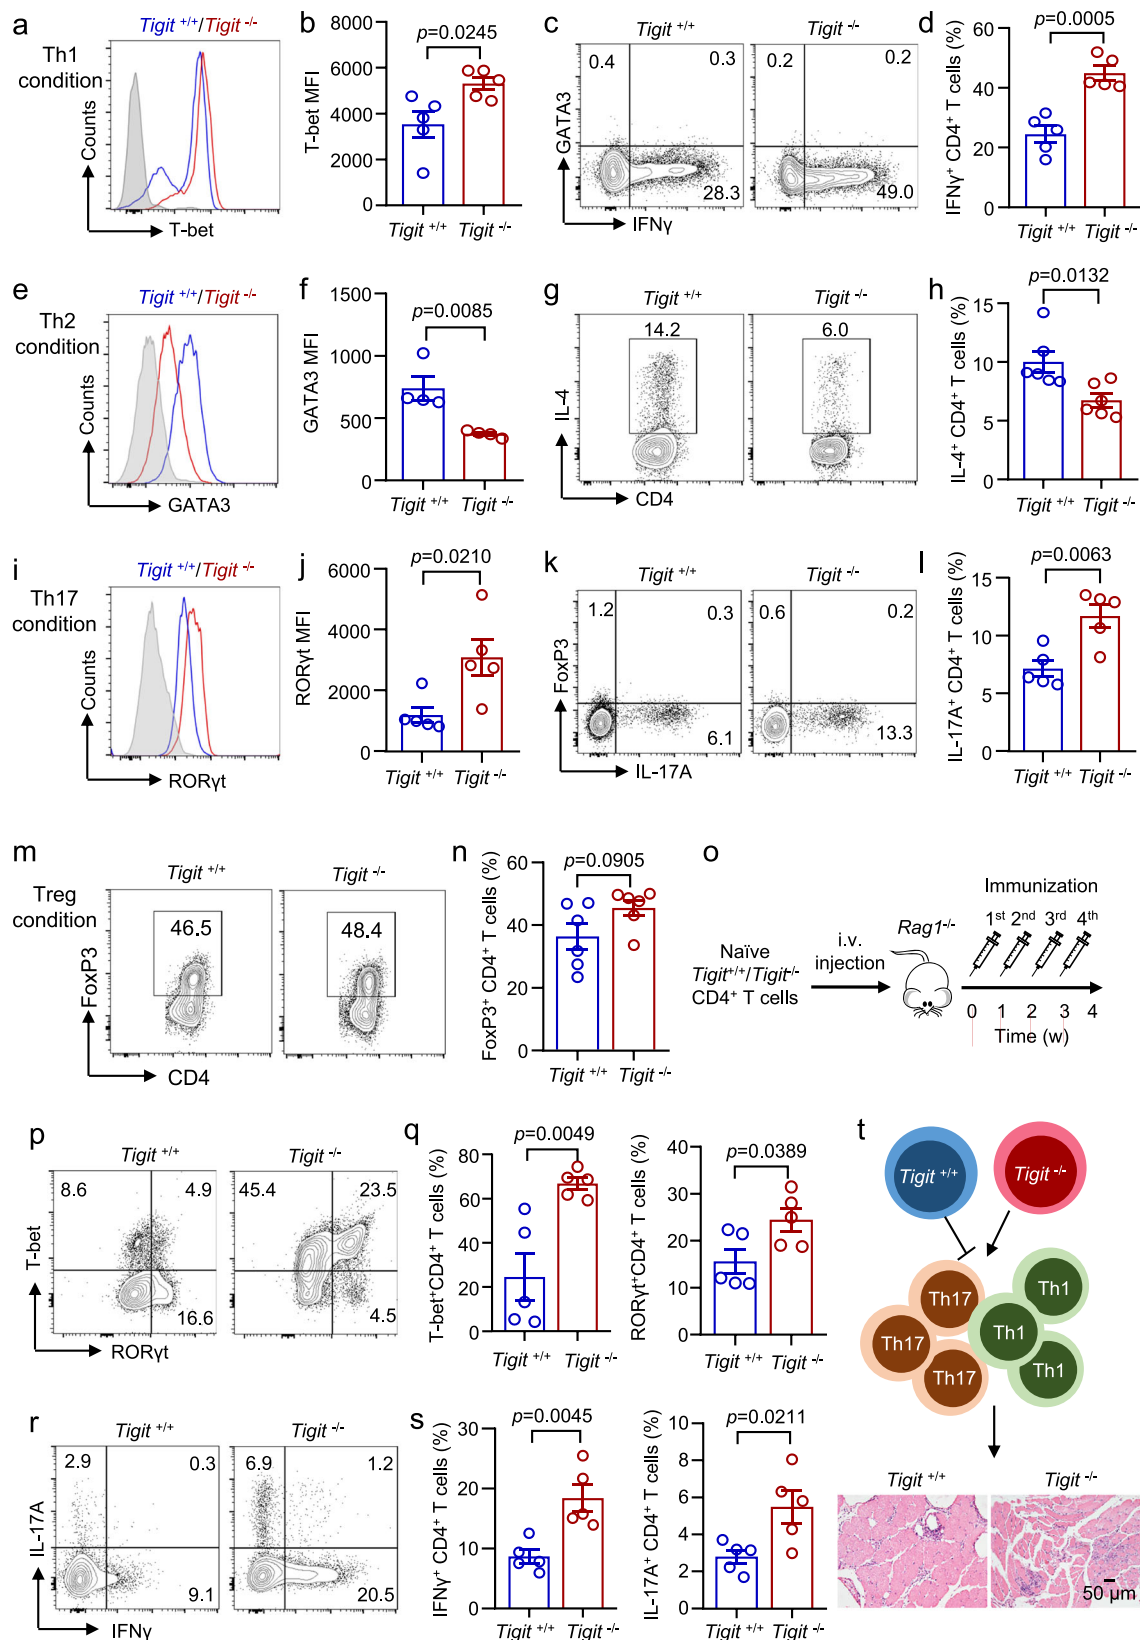 a
Th1
condition
Tigit +/+/Tigit -/-
Counts
T-bet
b
p=0.0245
T-bet MFI
8000
6000
4000
2000
0
Tigit +/+
Tigit -/-
c
Tigit +/+
Tigit -/-
0.4
0.3
0.2
0.2
GATA3
28.3
49.0
IFNγ
d
p=0.0005
IFNγ+ CD4+ T cells (%)
60
40
20
0
Tigit +/+
Tigit -/-
e
Th2
condition
Tigit +/+/Tigit -/-
Counts
GATA3
f
p=0.0085
GATA3 MFI
1500
1000
500
0
Tigit +/+
Tigit -/-
g
Tigit +/+
Tigit -/-
14.2
6.0
IL-4
CD4
h
p=0.0132
IL-4+ CD4+ T cells (%)
15
10
5
0
Tigit +/+
Tigit -/-
i
Th17
condition
Tigit +/+/Tigit -/-
Counts
RORγt
j
p=0.0210
RORγt MFI
6000
4000
2000
0
Tigit +/+
Tigit -/-
k
Tigit +/+
Tigit -/-
1.2
0.3
0.6
0.2
FoxP3
6.1
13.3
IL-17A
l
p=0.0063
IL-17A+ CD4+ T cells (%)
15
10
5
0
Tigit +/+
Tigit -/-
m
Treg
condition
Tigit +/+
Tigit -/-
46.5
48.4
FoxP3
CD4
n
p=0.0905
FoxP3+ CD4+ T cells (%)
60
40
20
0
Tigit +/+
Tigit -/-
o
Immunization
1st 2nd 3rd 4th
Rag1-/-
i.v.
injection
Naïve
Tigit+/+/Tigit-/-
CD4+ T cells
0 1 2 3 4
Time (w)
p
Tigit +/+
Tigit -/-
8.6
4.9
45.4
23.5
T-bet
16.6
4.5
RORγt
q
p=0.0049
T-bet+CD4+ T cells (%)
80
60
40
20
0
Tigit +/+
Tigit -/-
p=0.0389
RORγt+CD4+ T cells (%)
40
30
20
10
0
Tigit +/+
Tigit -/-
r
Tigit +/+
Tigit -/-
2.9
0.3
6.9
1.2
IL-17A
9.1
20.5
IFNγ
s
p=0.0045
IFNγ+ CD4+ T cells (%)
30
20
10
0
Tigit +/+
Tigit -/-
p=0.0211
IL-17A+ CD4+ T cells (%)
10
8
6
4
2
0
Tigit +/+
Tigit -/-
t
Tigit +/+
Tigit -/-
Th17
Th1
Th17
Th1
Th17
Th1
Tigit +/+
Tigit -/-
50 µm